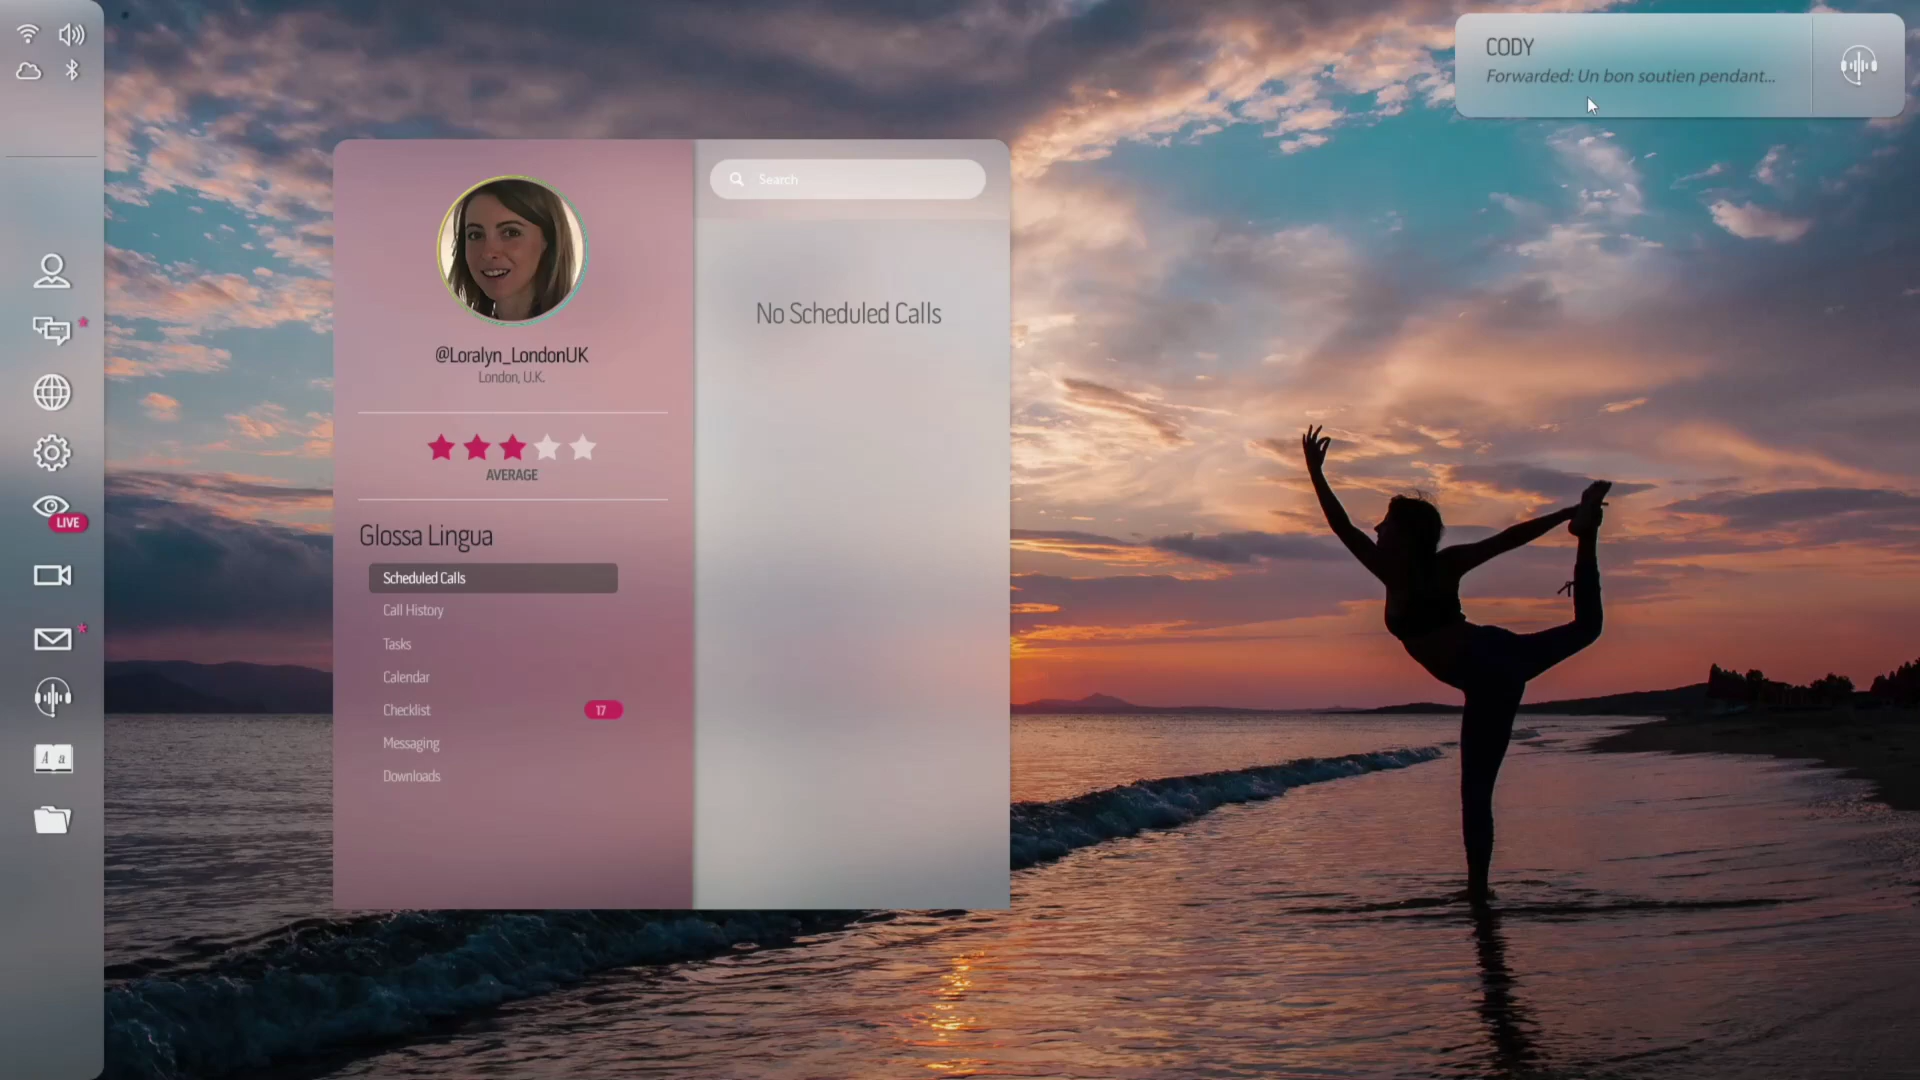 CODY
Forwarded: Un bon soutien pendant...
Search
No Scheduled Calls
@Loralyn_LondonUK
London, U.K.
AVERAGE
Glossa Lingua
Scheduled Calls
Call History
Tasks
Calendar
Checklist 17
Messaging
Downloads
LIVE
A a